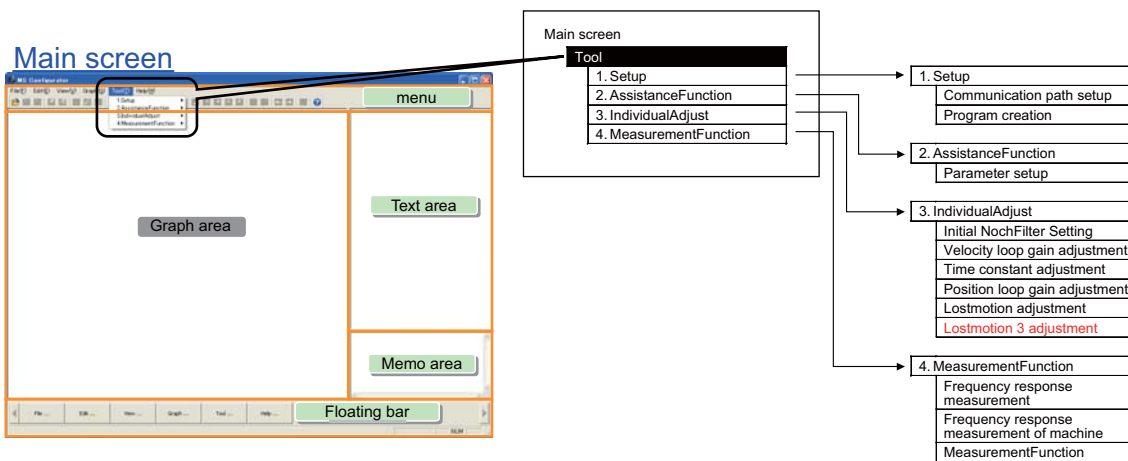 Main screen
MS Configurator
File(F) Edit(E) View(V) Graph(G) Tool(T) Help(H)
1.Setup
2.AssistanceFunction
3.IndividualAdjust
4.MeasurementFunction
menu
Graph area
Text area
Memo area
File ... Edit ... View ... Graph ... Tool ... Help ...
Floating bar
NUM
Main screen
Tool
1. Setup
2. AssistanceFunction
3. IndividualAdjust
4. MeasurementFunction
1. Setup
Communication path setup
Program creation
2. AssistanceFunction
Parameter setup
3. IndividualAdjust
Initial NochFilter Setting
Velocity loop gain adjustment
Time constant adjustment
Position loop gain adjustment
Lostmotion adjustment
Lostmotion 3 adjustment
4. MeasurementFunction
Frequency response
measurement
Frequency response
measurement of machine
MeasurementFunction